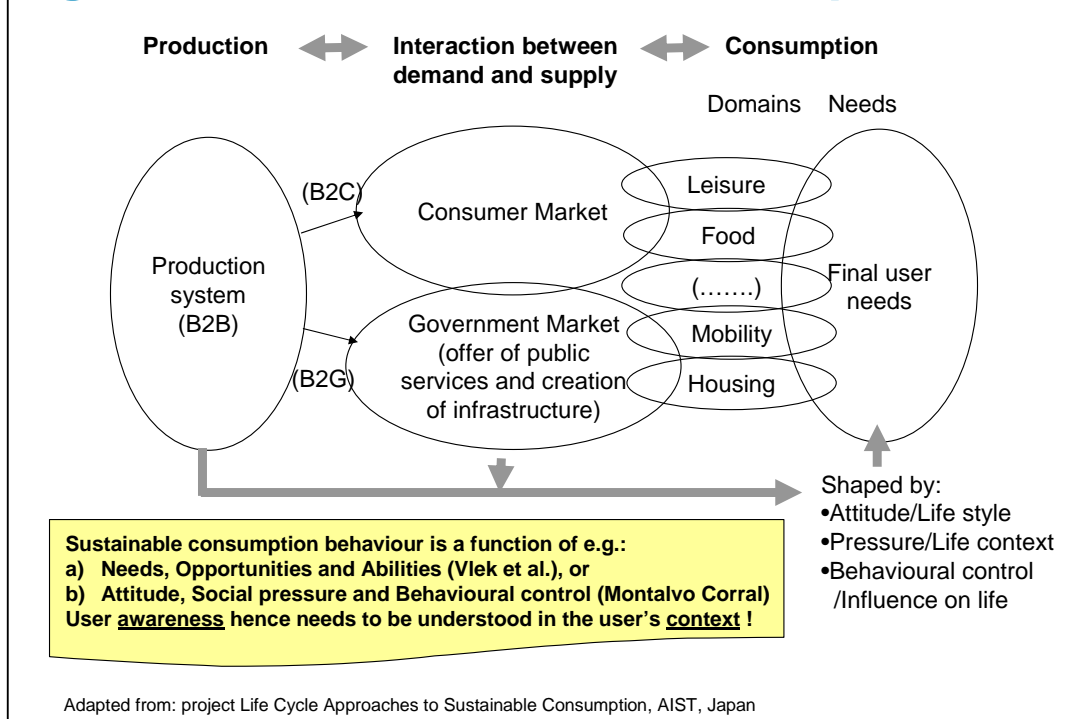 Production
Interaction between
demand and supply
Consumption
Domains Needs
(B2C)
Consumer Market
Leisure
Food
(.......)
Mobility
Housing
Production
system
(B2B)
Final user
needs
Government Market
(offer of public
services and creation
of infrastructure)
(B2G)
Shaped by:
•Attitude/Life style
•Pressure/Life context
•Behavioural control
/Influence on life
Sustainable consumption behaviour is a function of e.g.:
a) Needs, Opportunities and Abilities (Vlek et al.), or
b) Attitude, Social pressure and Behavioural control (Montalvo Corral)
User awareness hence needs to be understood in the user's context !
Adapted from: project Life Cycle Approaches to Sustainable Consumption, AIST, Japan